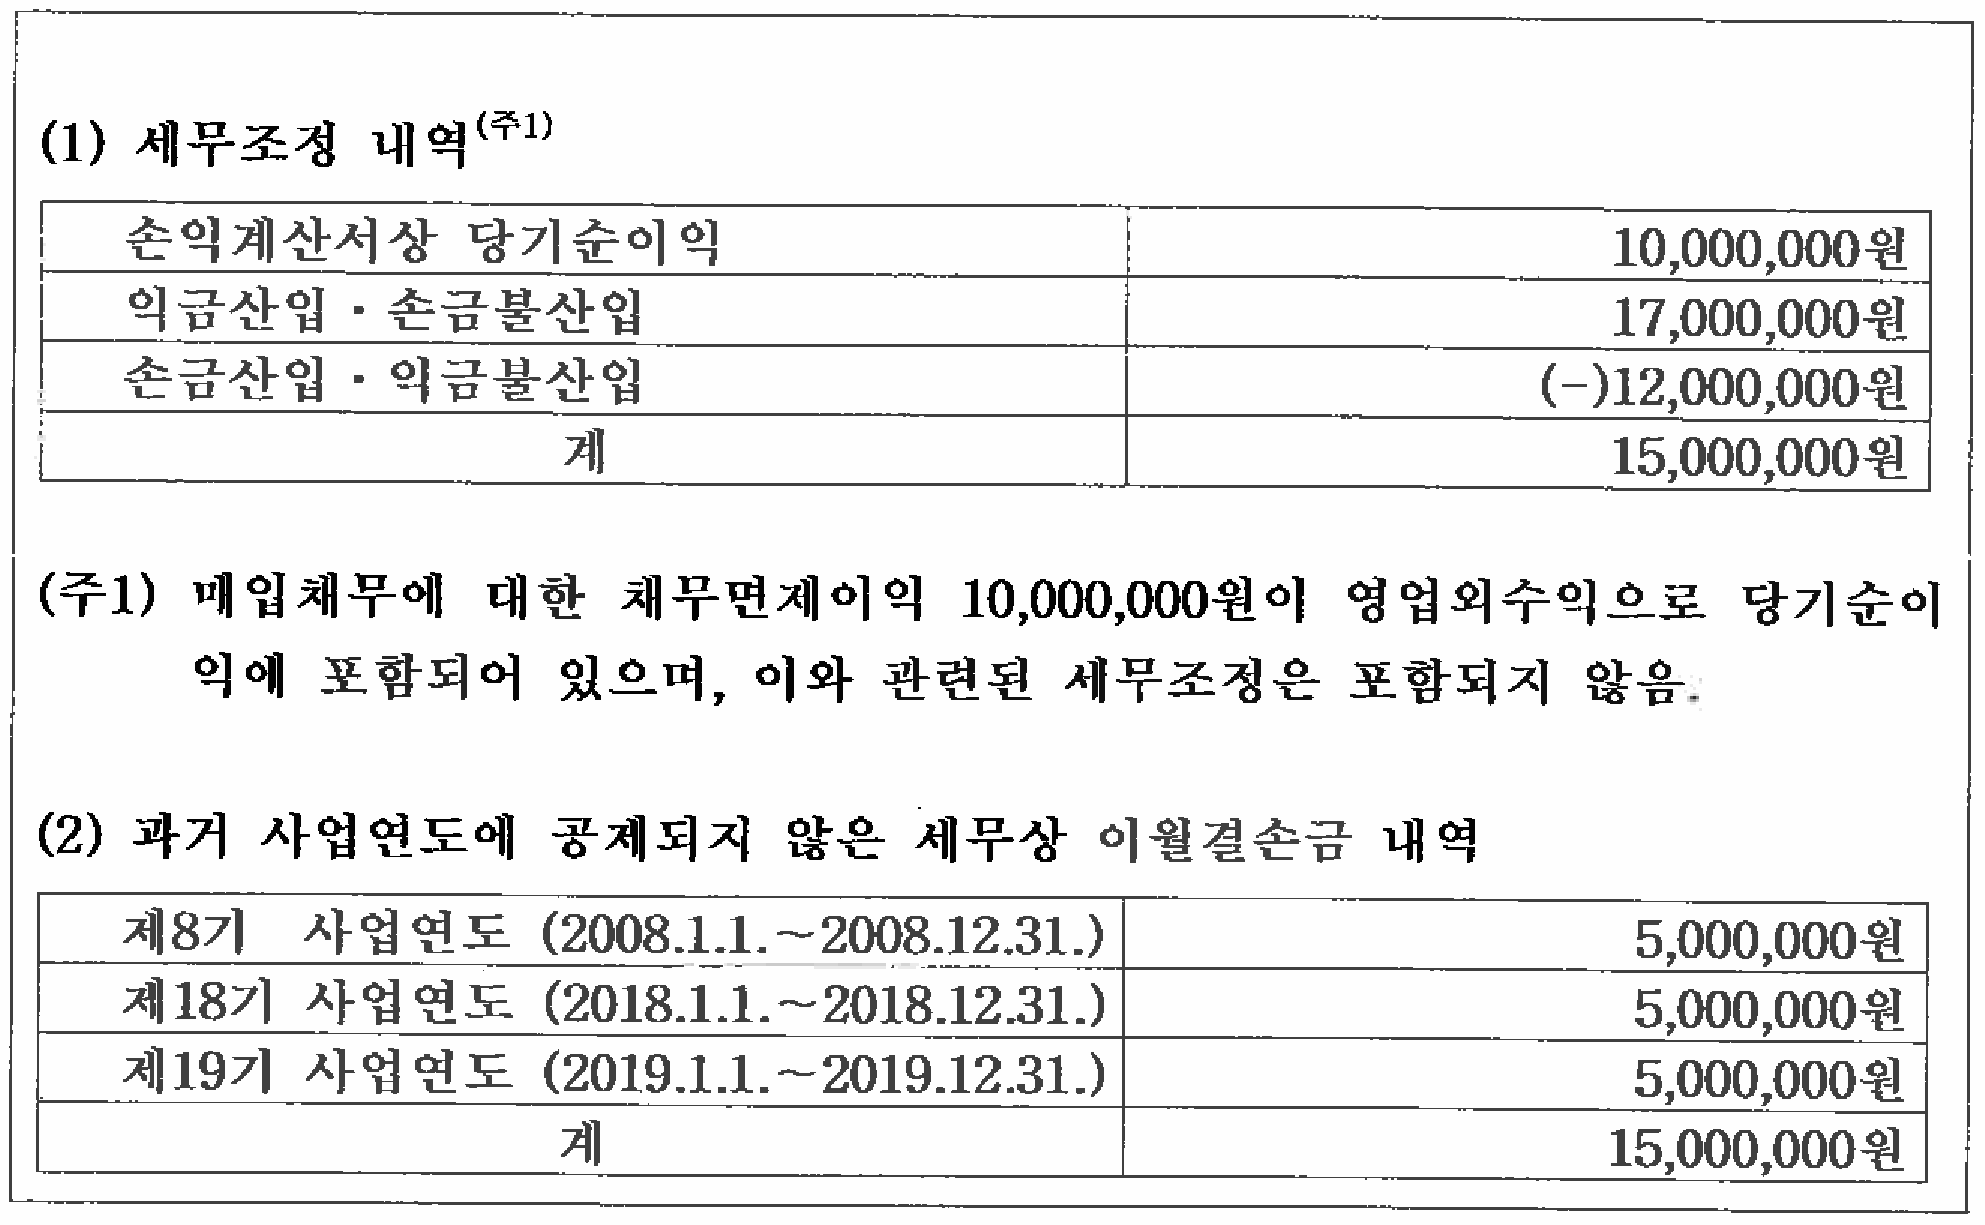 (1) 세무조정 내역(주1)
손익계산서상 당기순이익 10,000,000원
익금산입·손금불산입 17,000,000원
손금산입·익금불산입 (-)12,000,000원
계 15,000,000원
(주1) 매입채무에 대한 채무면제이익 10,000,000원이 영업외수익으로 당기순이
익에 포함되어 있으며, 이와 관련된 세무조정은 포함되지 않음.
(2) 과거 사업연도에 공제되지 않은 세무상 이월결손금 내역
제8기 사업연도 (2008.1.1.~2008.12.31.) 5,000,000원
제18기 사업연도 (2018.1.1.~2018.12.31.) 5,000,000원
제19기 사업연도 (2019.1.1.~2019.12.31.) 5,000,000원
계 15,000,000원